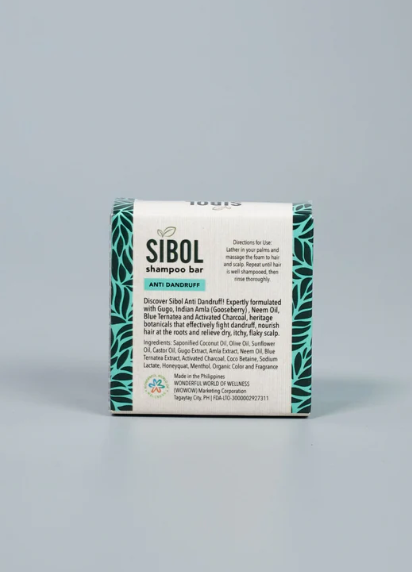 SIBOL
SIBOL
shampoo bar
ANTI DANDRUFF
Directions for Use:
Lather in your palms and
massage the foam to hair
and scalp. Repeat until hair
is well shampooed, then
rinse thoroughly.
Discover Sibol Anti Dandruff! Expertly formulated
with Gugo, Indian Amla (Gooseberry) , Neem Oil,
Blue Ternatea and Activated Charcoal, heritage
botanicals that effectively fight dandruff, nourish
hair at the roots and relieve dry, itchy, flaky scalp.
Ingredients: Saponified Coconut Oil, Olive Oil, Sunflower
Oil, Castor Oil, Gugo Extract, Amla Extract, Neem Oil, Blue
Ternatea Extract, Activated Charcoal, Coco Betaine, Sodium
Lactate, Honeyquat, Menthol, Organic Color and Fragrance
Made in the Philippines
WONDERFUL WORLD OF WELLNESS
(WOWOW) Marketing Corporation
Tagaytay City, PH | FDA LTO-3000002927311